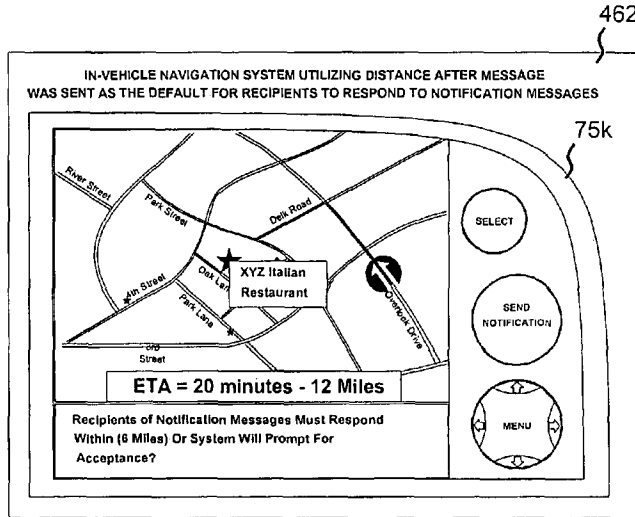 462
IN-VEHICLE NAVIGATION SYSTEM UTILIZING DISTANCE AFTER MESSAGE
WAS SENT AS THE DEFAULT FOR RECIPIENTS TO RESPOND TO NOTIFICATION MESSAGES
75k
River Street
Park Street
Delk Road
SELECT
XYZ Italian
Restaurant
Oak Lane
4th Street
Park Lana
Overlook Drive
SEND
NOTIFICATION
Street
ETA = 20 minutes - 12 Miles
Recipients of Notification Messages Must Respond
Within (6 Miles) Or System Will Prompt For
Acceptance?
MENU